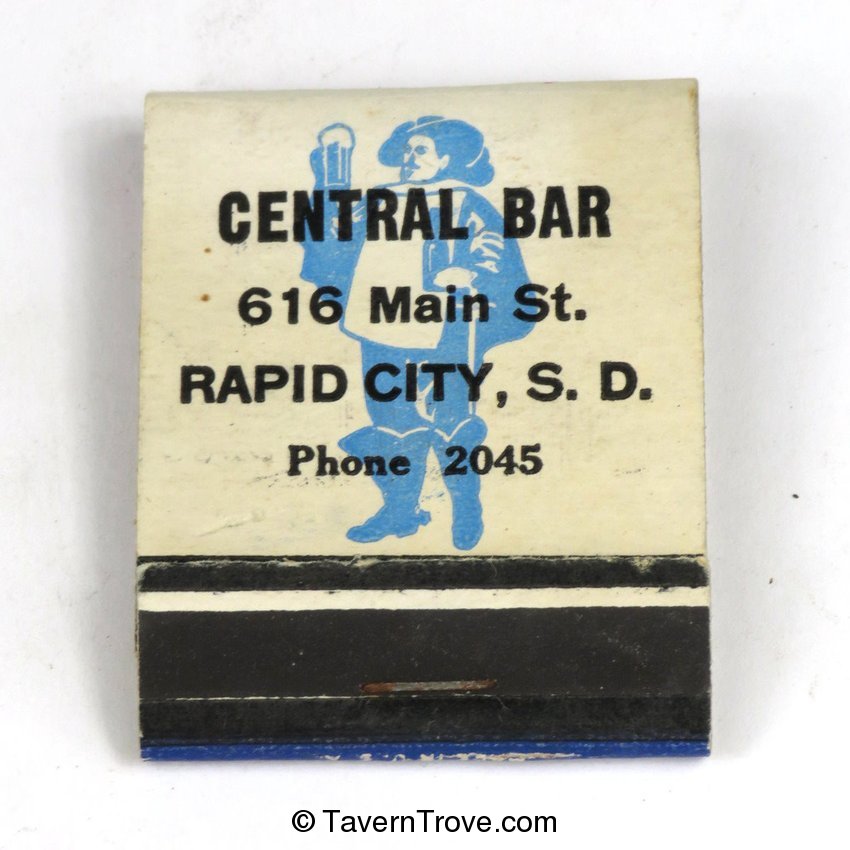 CENTRAL BAR
616 Main St.
RAPID CITY, S. D.
Phone 2045
© TavernTrove.com